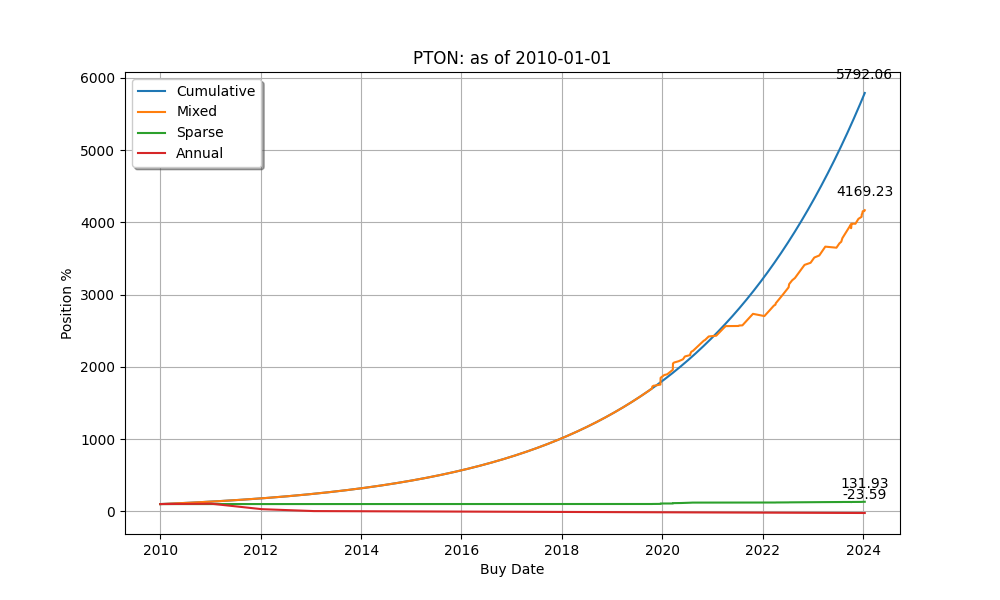 PTON: as of 2010-01-01
Cumulative
Mixed
Sparse
Annual
5792.06
4169.23
131.93
-23.59
6000
5000
4000
3000
2000
1000
0
Position %
2010 2012 2014 2016 2018 2020 2022 2024
Buy Date